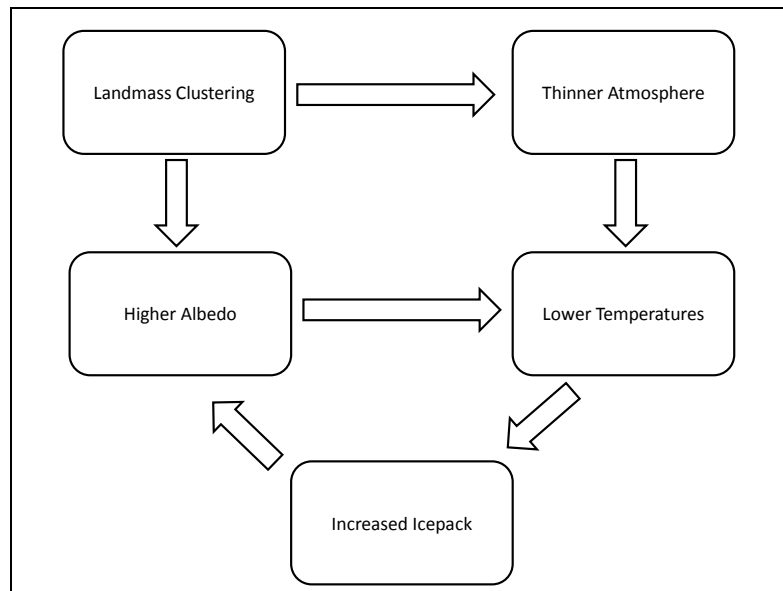 Landmass Clustering
Thinner Atmosphere
Higher Albedo
Lower Temperatures
Increased Icepack